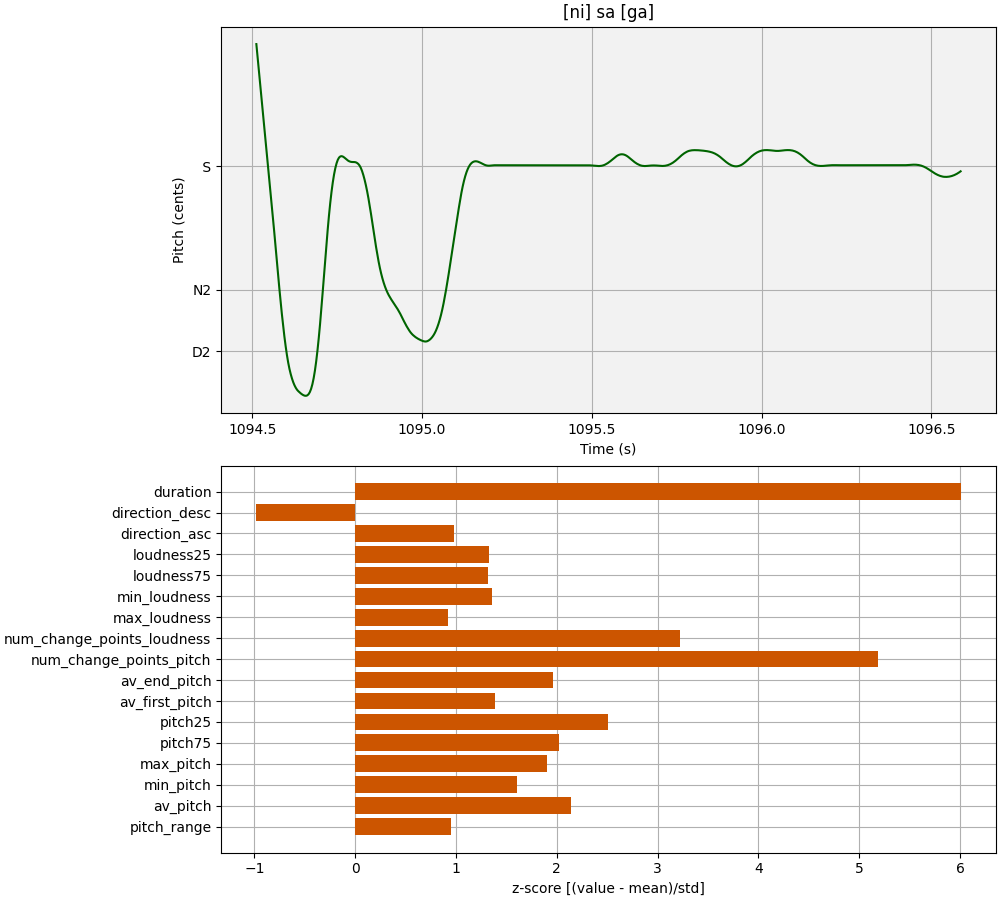 [ni] sa [ga]
Pitch (cents)
S
N2
D2
1094.5 1095.0 1095.5 1096.0 1096.5
Time (s)
duration
direction_desc
direction_asc
loudness25
loudness75
min_loudness
max_loudness
num_change_points_loudness
num_change_points_pitch
av_end_pitch
av_first_pitch
pitch25
pitch75
max_pitch
min_pitch
av_pitch
pitch_range
−1 0 1 2 3 4 5 6
z-score [(value - mean)/std]